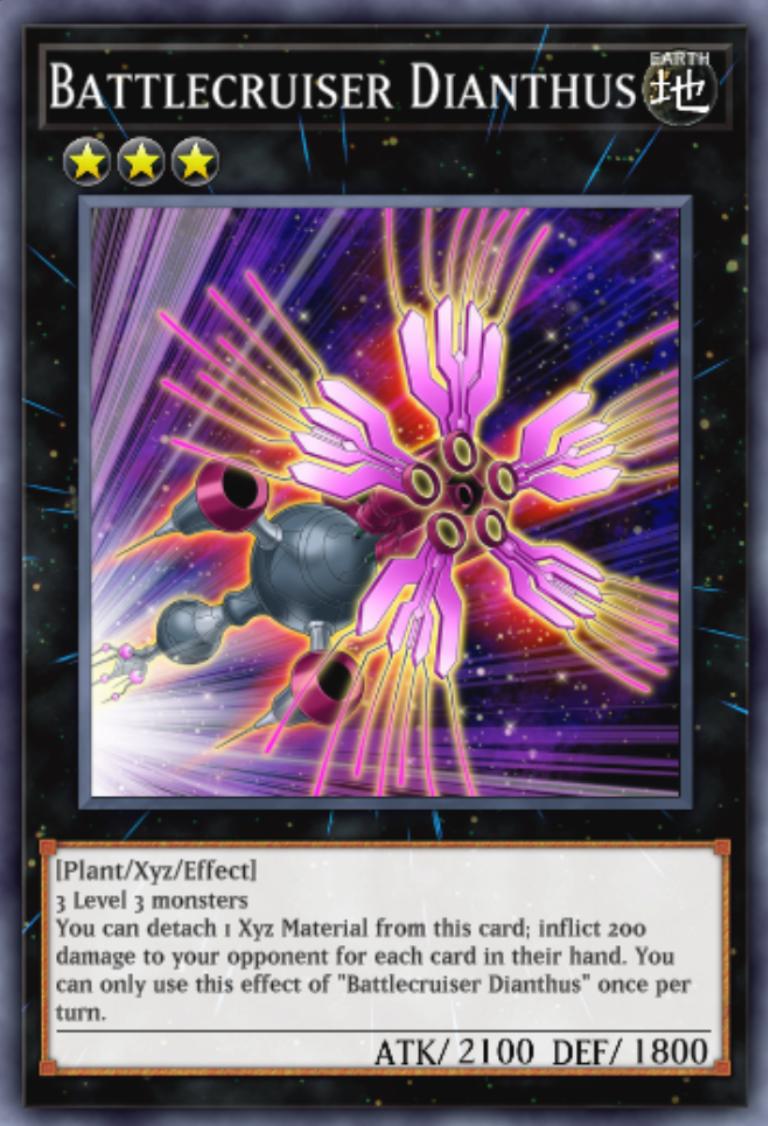 BATTLECRUISER DIANTHUS
EARTH
地
[Plant/Xyz/Effect]
3 Level 3 monsters
You can detach 1 Xyz Material from this card; inflict 200
damage to your opponent for each card in their hand. You
can only use this effect of "Battlecruiser Dianthus" once per
turn.
ATK/ 2100 DEF/ 1800